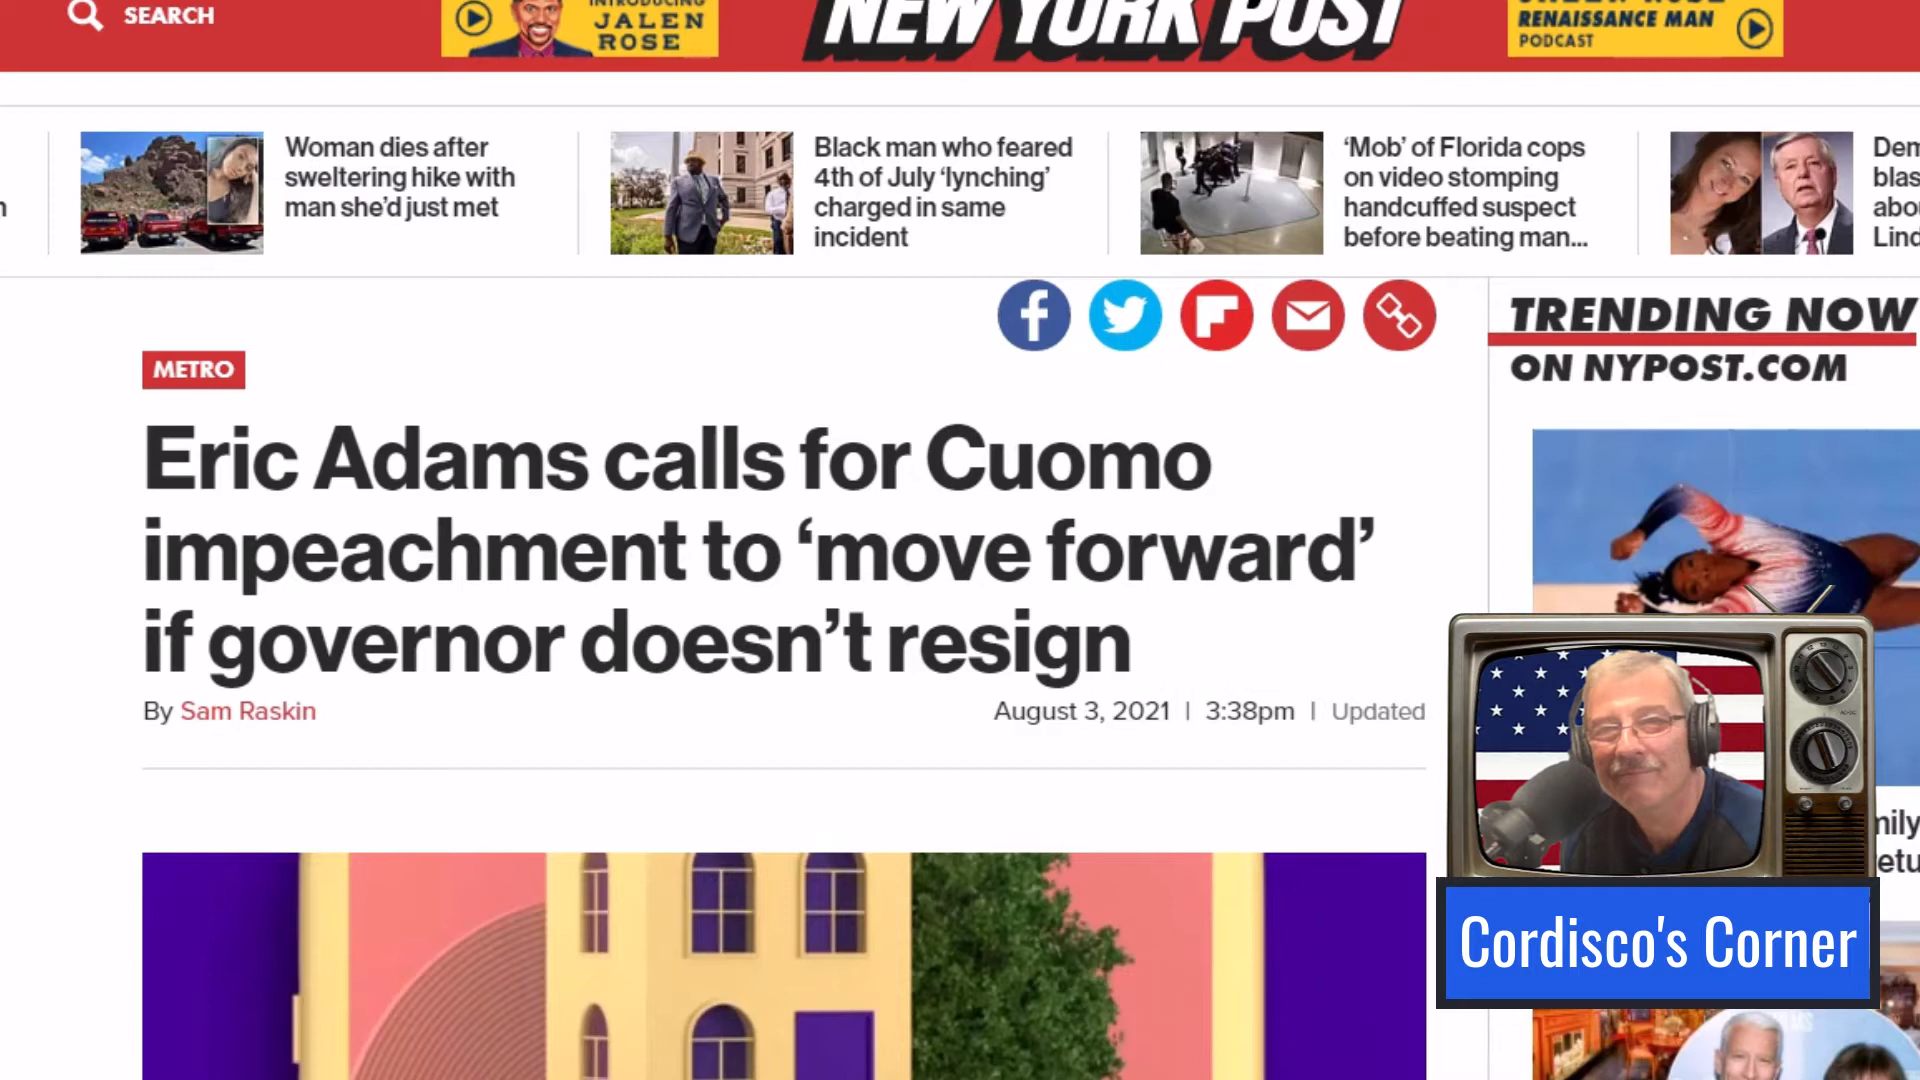 SEARCH
INTRODUCING
JALEN
ROSE
NEW YORK POST
RENAISSANCE MAN
PODCAST
Woman dies after
sweltering hike with
man she’d just met
Black man who feared
4th of July ‘lynching’
charged in same
incident
‘Mob’ of Florida cops
on video stomping
handcuffed suspect
before beating man...
TRENDING NOW
ON NYPOST.COM
METRO
Eric Adams calls for Cuomo
impeachment to ‘move forward’
if governor doesn’t resign
By Sam Raskin
August 3, 2021 | 3:38pm | Updated
Cordisco's Corner